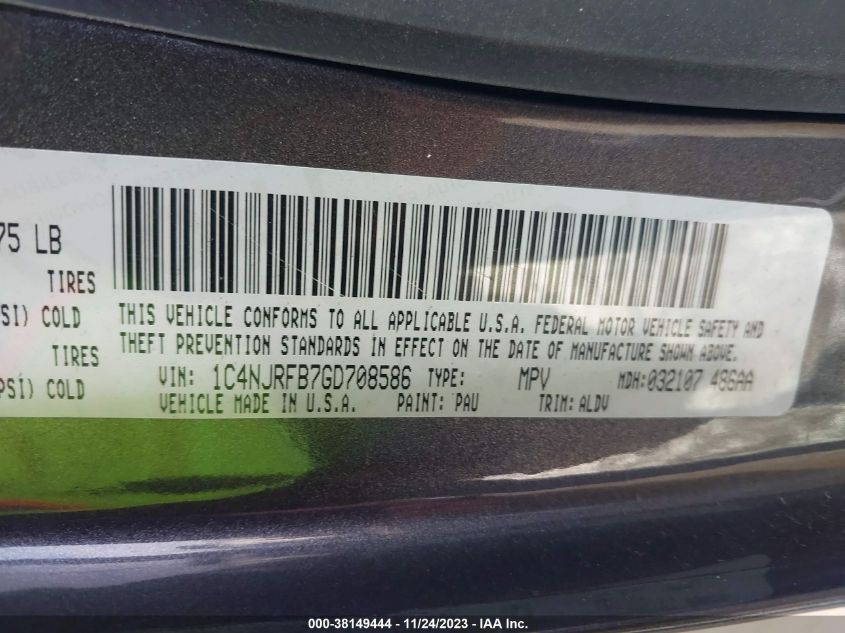 75 LB
TIRES
SI) COLD
TIRES
PSI) COLD
THIS VEHICLE CONFORMS TO ALL APPLICABLE U.S.A. FEDERAL MOTOR VEHICLE SAFETY AND
THEFT PREVENTION STANDARDS IN EFFECT ON THE DATE OF MANUFACTURE SHOWN ABOVE.
VIN: 1C4NJRFB7GD708586 TYPE: MPV MDH:032107 486AA
VEHICLE MADE IN U.S.A. PAINT: PAU TRIM: ALDV
000-38149444 - 11/24/2023 - IAA Inc.